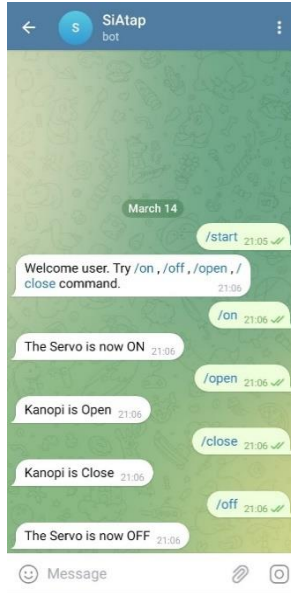 S
SiAtap
bot
March 14
/start 21:05
Welcome user. Try /on , /off , /open , /
close command. 21:06
/on 21:06
The Servo is now ON 21:06
/open 21:06
Kanopi is Open 21:06
/close 21:06
Kanopi is Close 21:06
/off 21:06
The Servo is now OFF 21:06
Message